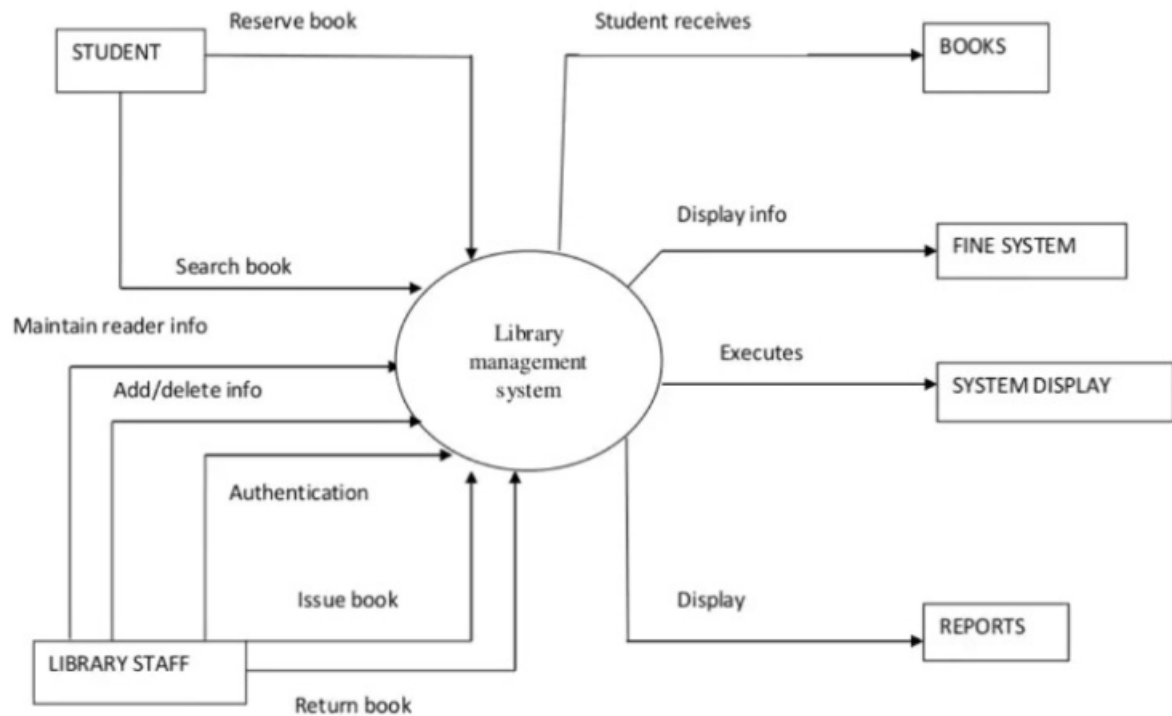 Reserve book
Student receives
STUDENT
BOOKS
Display info
FINE SYSTEM
Search book
Maintain reader info
Library
management
system
Executes
SYSTEM DISPLAY
Add/delete info
Authentication
Issue book
Display
REPORTS
LIBRARY STAFF
Return book